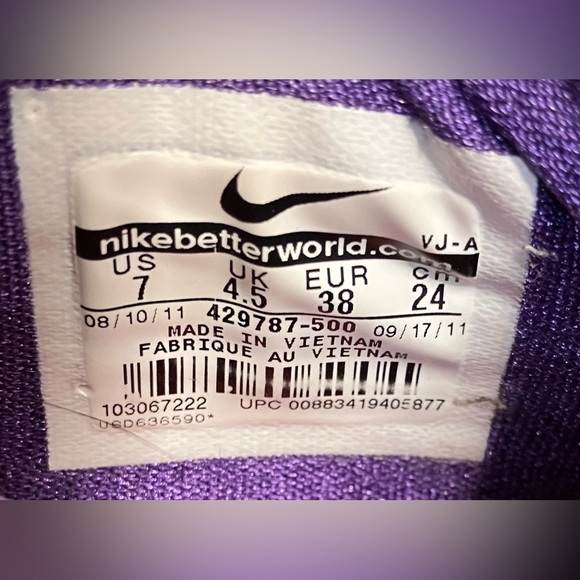 nikebetterworld.com VJ-A
US UK EUR cm
7 4.5 38 24
08/10/11 429787-500 09/17/11
MADE IN VIETNAM
FABRIQUE AU VIETNAM
103067222 UPC 00883419405877
USD636590*